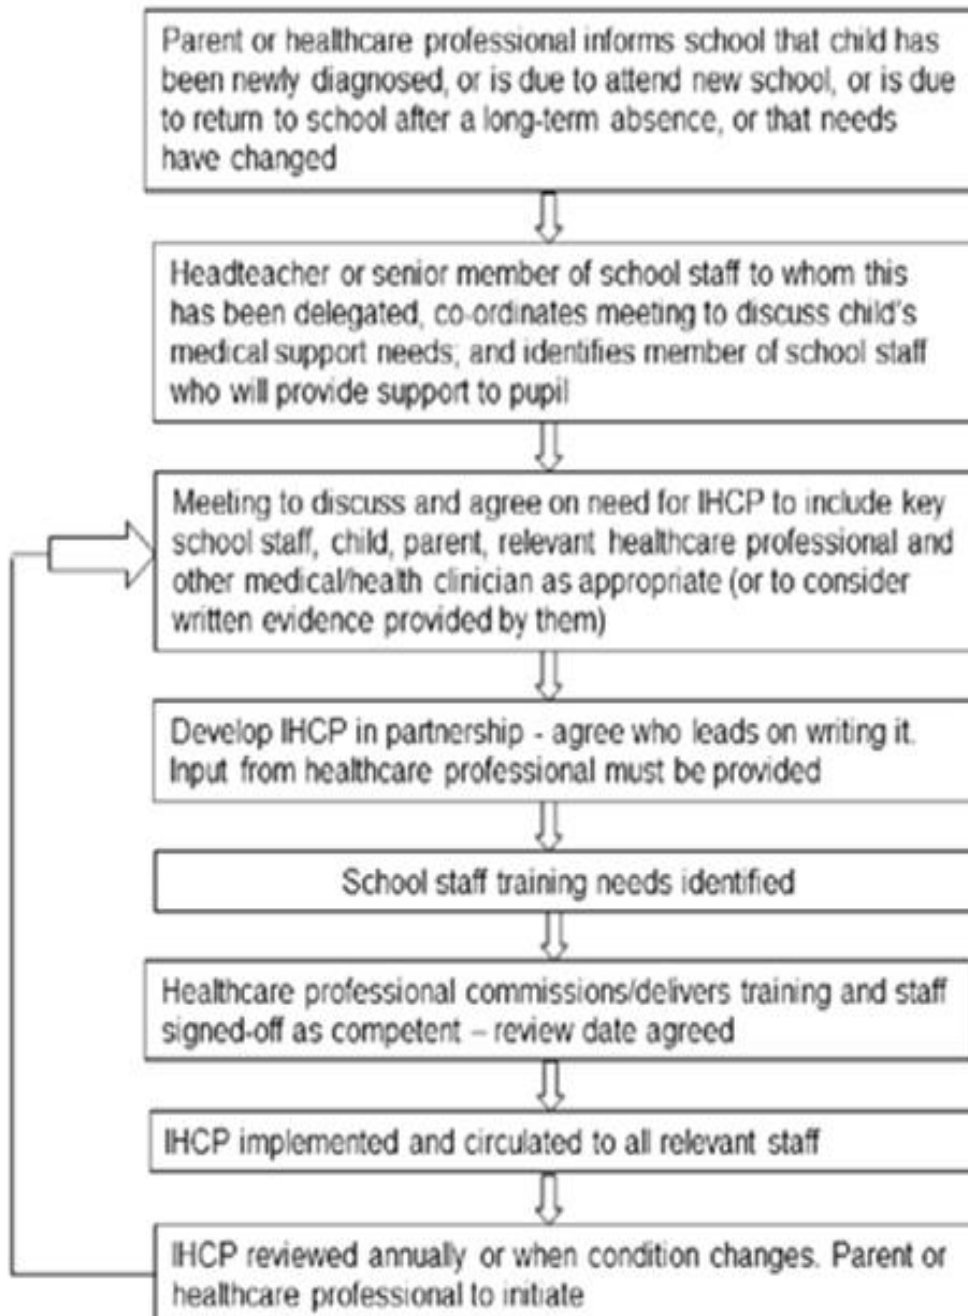 Parent or healthcare professional informs school that child has
been newly diagnosed, or is due to attend new school, or is due
to return to school after a long-term absence, or that needs
have changed
Headteacher or senior member of school staff to whom this
has been delegated, co-ordinates meeting to discuss child's
medical support needs; and identifies member of school staff
who will provide support to pupil
Meeting to discuss and agree on need for IHCP to include key
school staff, child, parent, relevant healthcare professional and
other medical/health clinician as appropriate (or to consider
written evidence provided by them)
Develop IHCP in partnership - agree who leads on writing it.
Input from healthcare professional must be provided
School staff training needs identified
Healthcare professional commissions/delivers training and staff
signed-off as competent – review date agreed
IHCP implemented and circulated to all relevant staff
IHCP reviewed annually or when condition changes. Parent or
healthcare professional to initiate